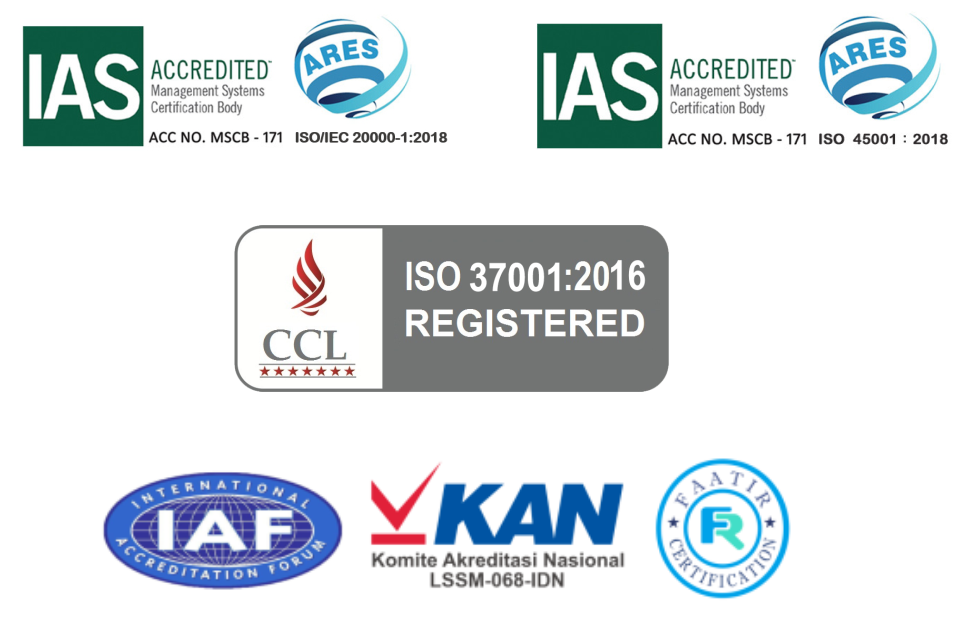 IAS
ACCREDITED™
Management Systems
Certification Body
ACC NO. MSCB - 171
ARES
ISO/IEC 20000-1:2018
IAS
ACCREDITED™
Management Systems
Certification Body
ACC NO. MSCB - 171
ARES
ISO 45001 : 2018
CCL
ISO 37001:2016
REGISTERED
INTERNATIONAL
IAF
ACCREDITATION FORUM
KAN
Komite Akreditasi Nasional
LSSM-068-IDN
FAATIR
FR
CERTIFICATION